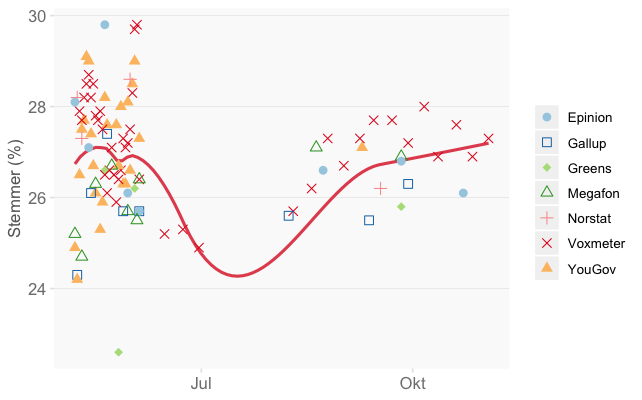 30
28
26
24
Stemmer (%)
Jul
Okt
Epinion
Gallup
Greens
Megafon
Norstat
Voxmeter
YouGov